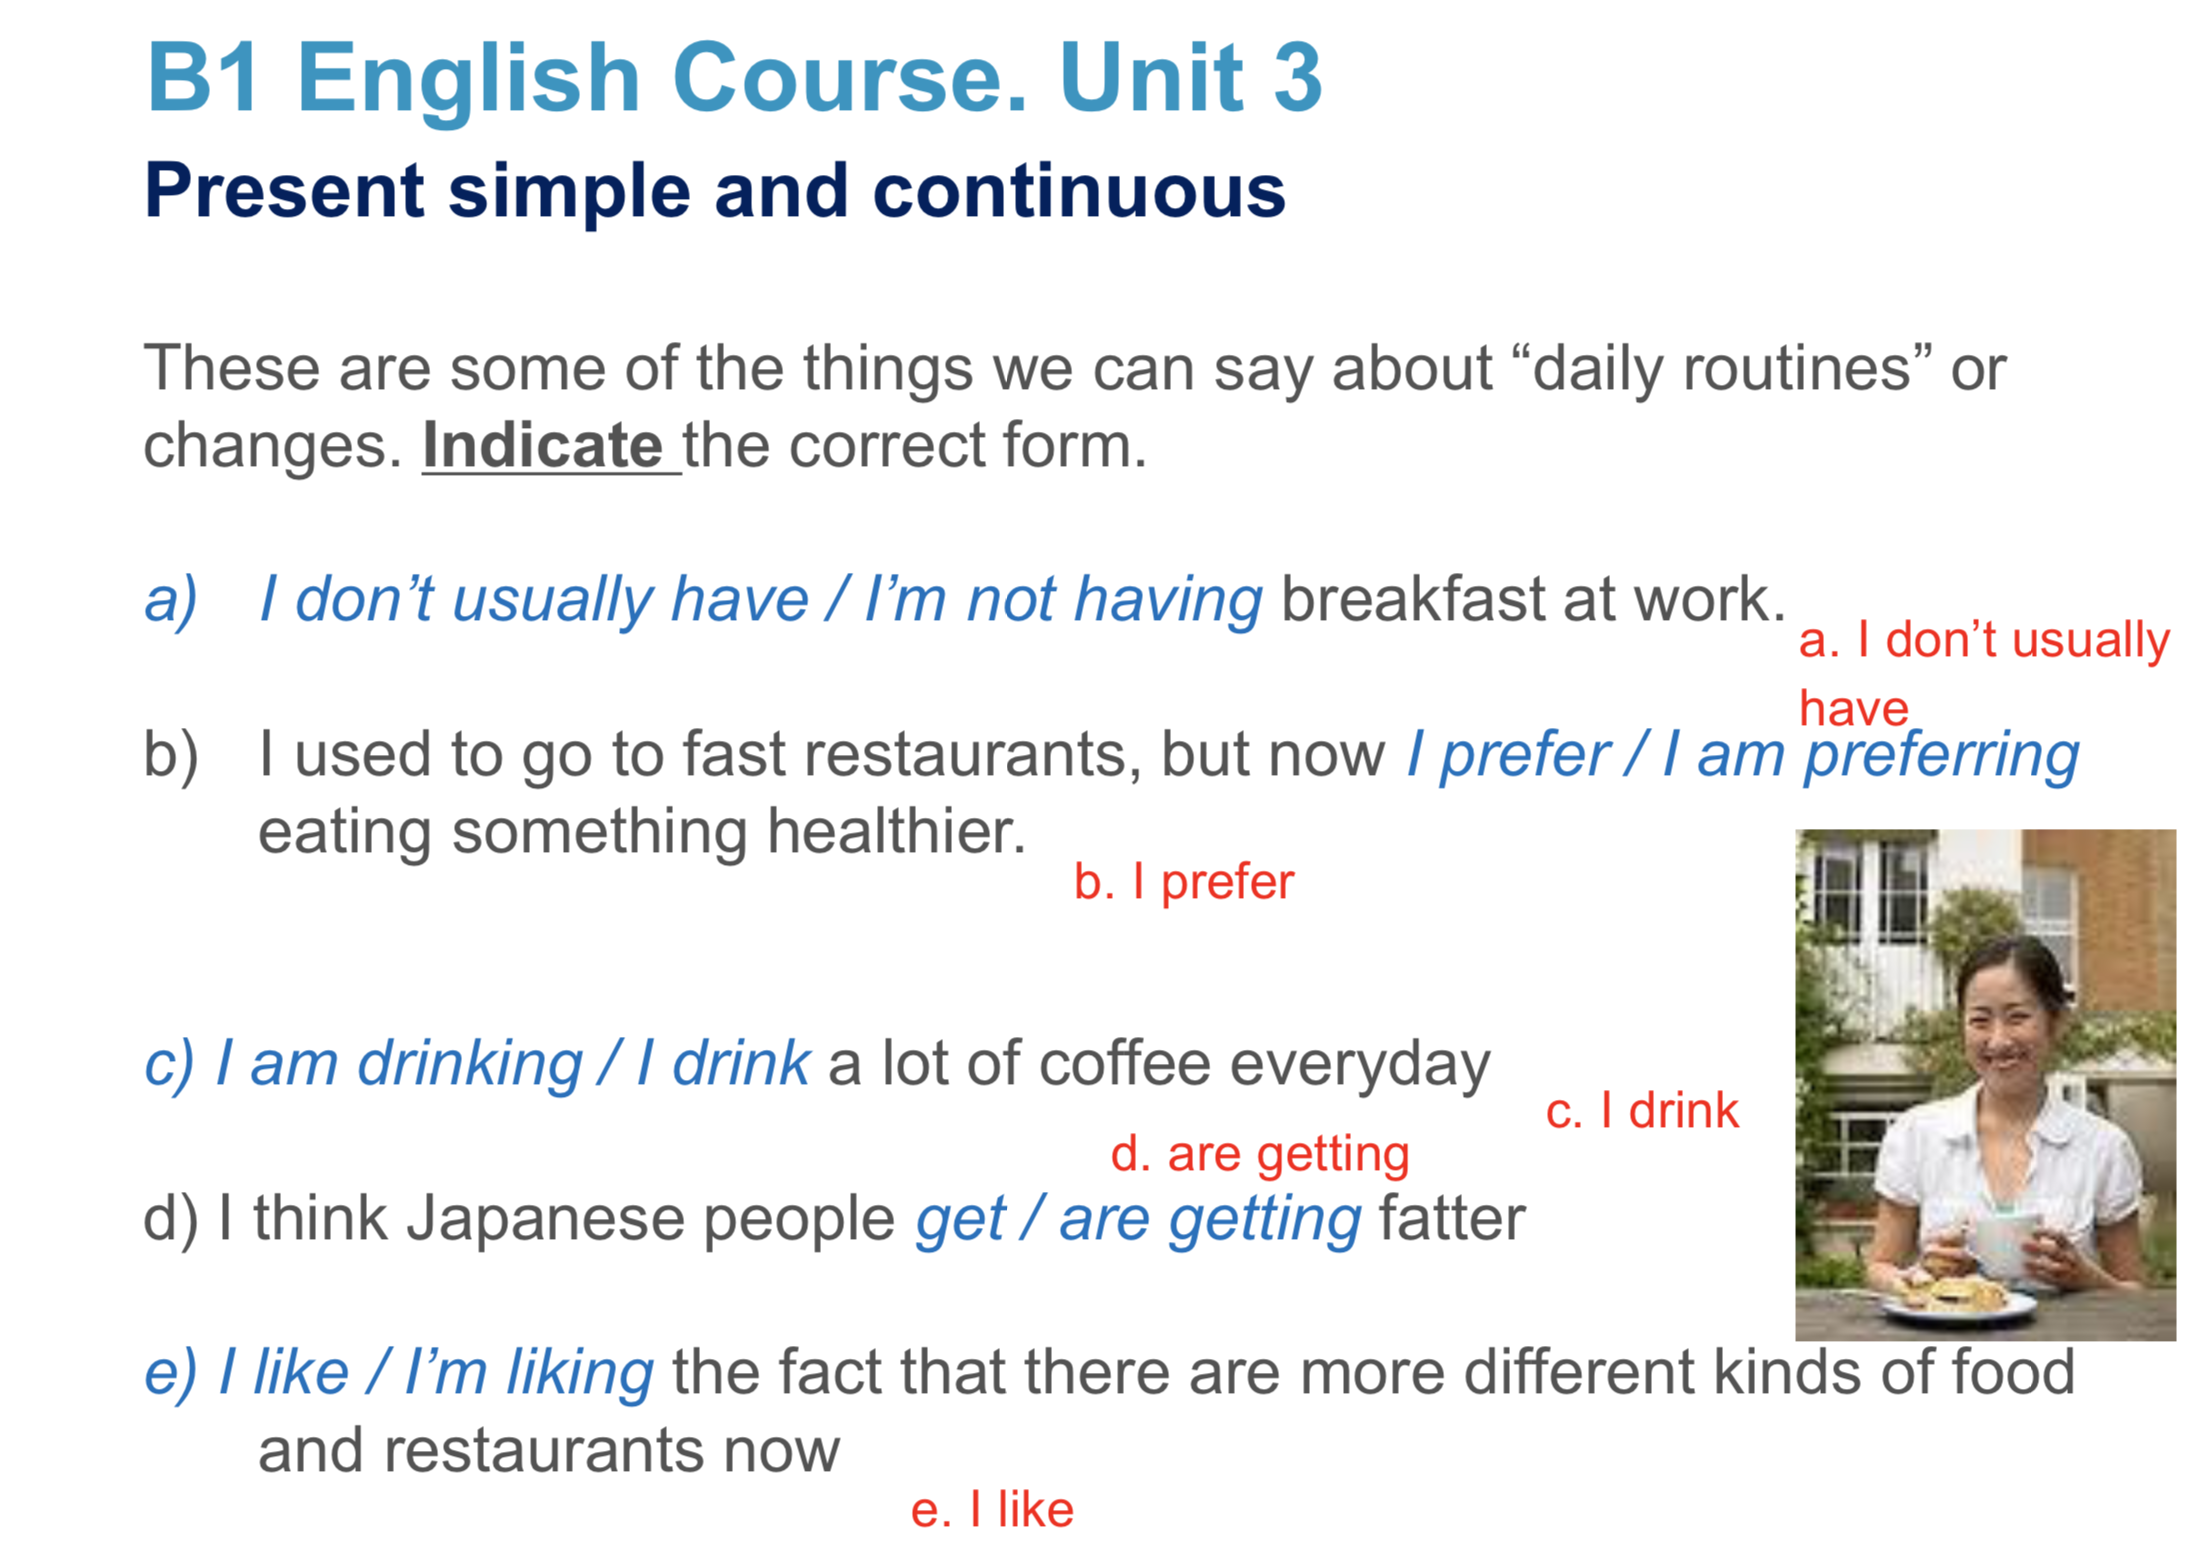 B1 English Course. Unit 3
Present simple and continuous
These are some of the things we can say about “daily routines” or
changes. Indicate the correct form.
a) I don’t usually have / I’m not having breakfast at work.
a. I don’t usually
have
b) I used to go to fast restaurants, but now I prefer / I am preferring
eating something healthier.
b. I prefer
c) I am drinking / I drink a lot of coffee everyday
c. I drink
d. are getting
d) I think Japanese people get / are getting fatter
e) I like / I’m liking the fact that there are more different kinds of food
and restaurants now
e. I like